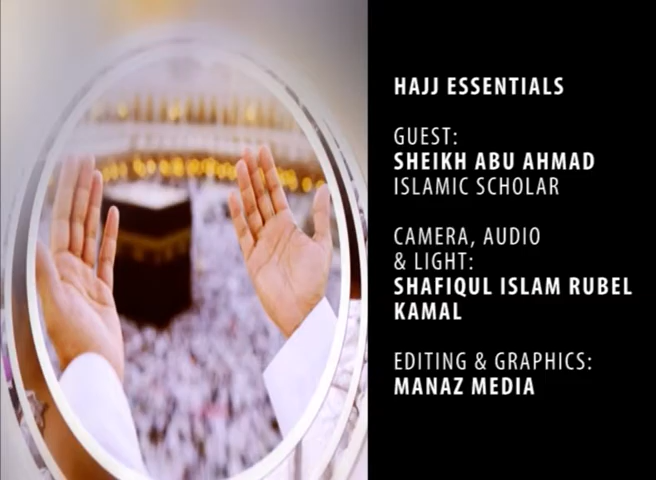 HAJJ ESSENTIALS
GUEST:
SHEIKH ABU AHMAD
ISLAMIC SCHOLAR
CAMERA, AUDIO
& LIGHT:
SHAFIQUL ISLAM RUBEL
KAMAL
EDITING & GRAPHICS:
MANAZ MEDIA